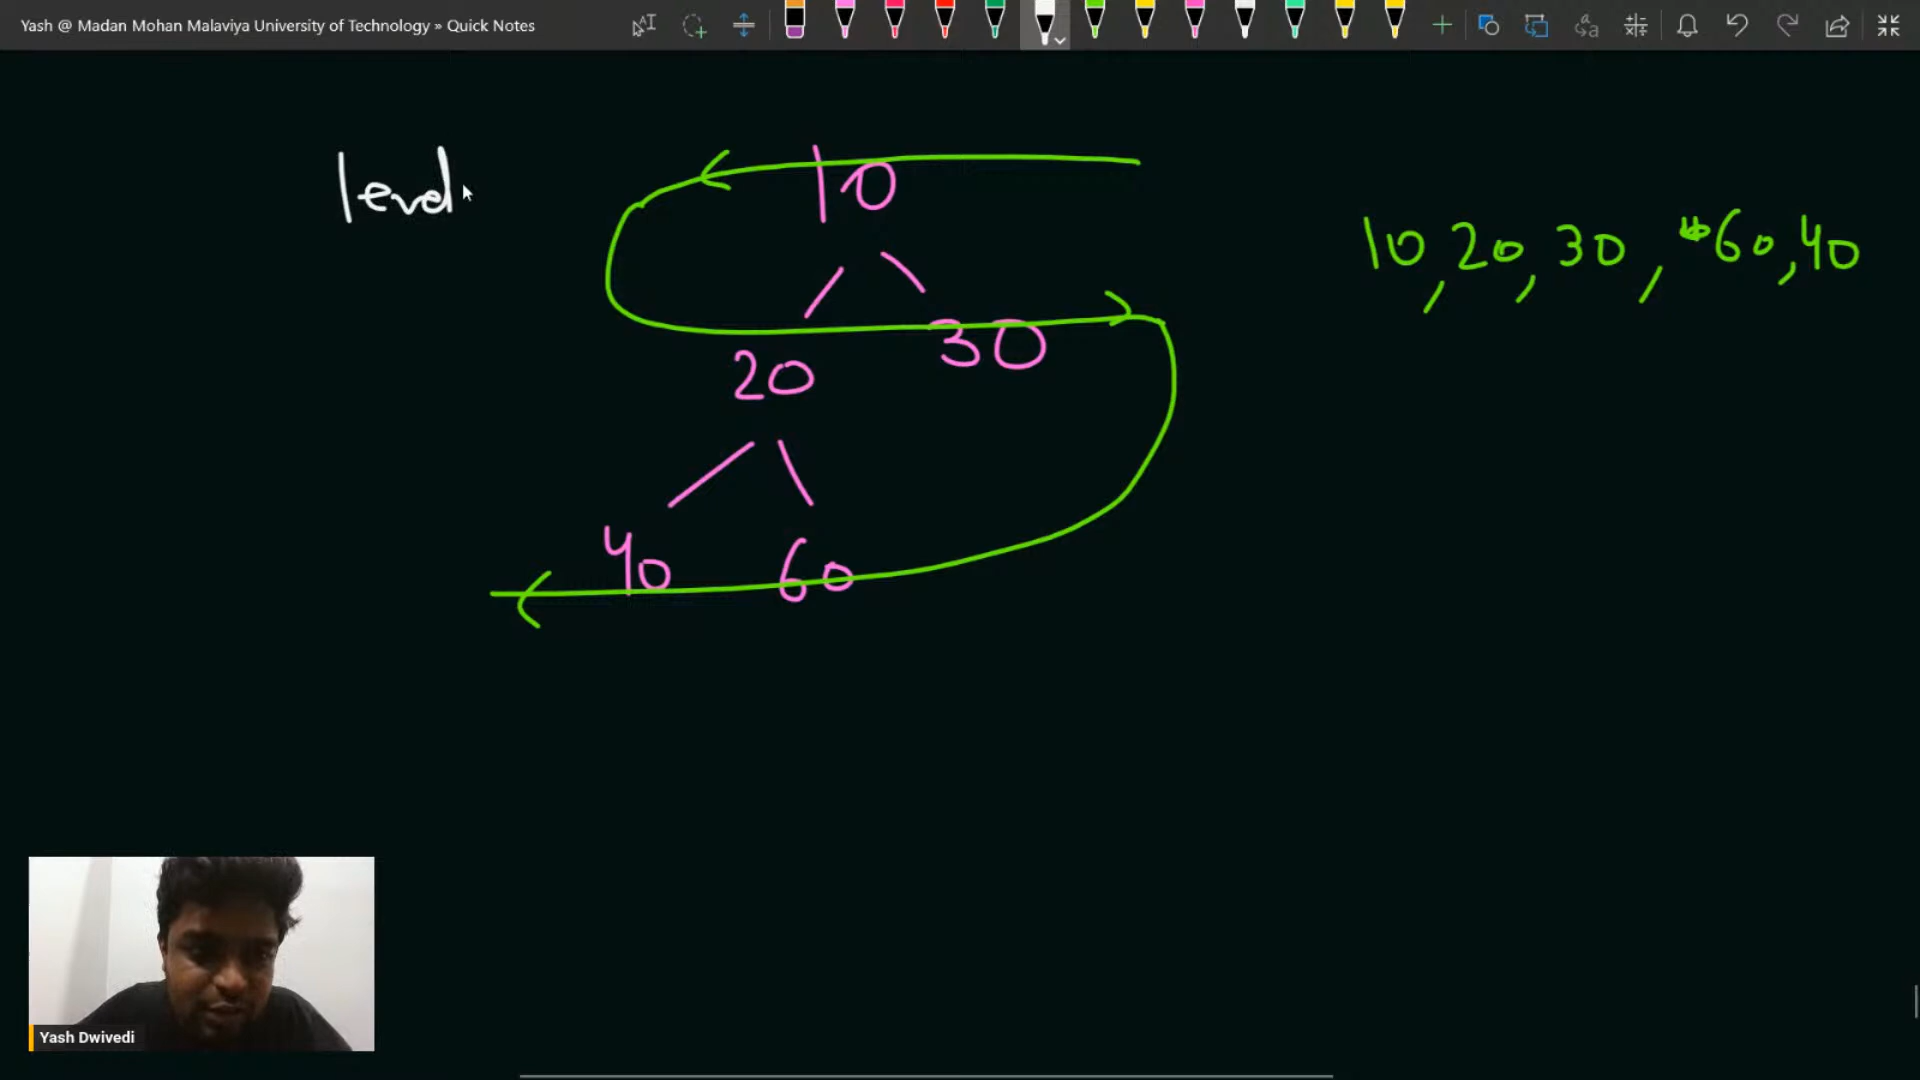 Yash @ Madan Mohan Malaviya University of Technology » Quick Notes
level
10
10, 20, 30, 60, 40
20 30
40 60
Yash Dwivedi